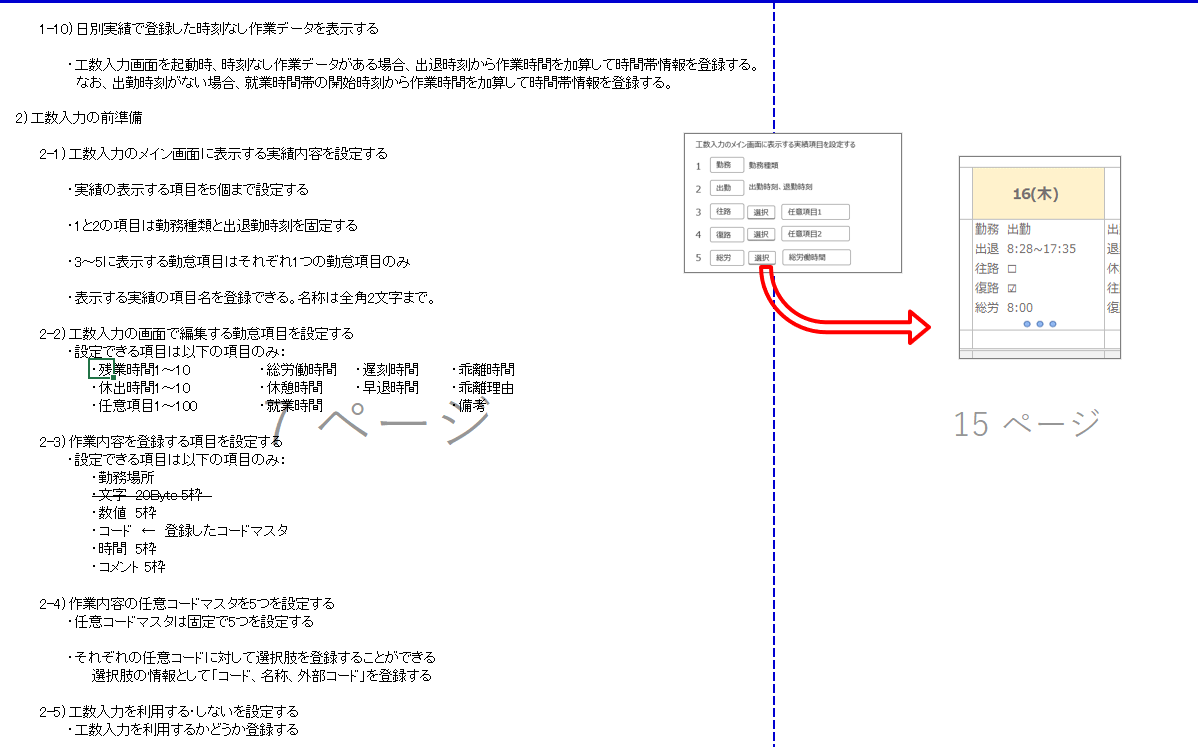 1-10) 日別実績で登録した時刻なし作業データを表示する
・工数入力画面を起動時、時刻なし作業データがある場合、出退時刻から作業時間を加算して時間帯情報を登録する。
なお、出勤時刻がない場合、就業時間帯の開始時刻から作業時間を加算して時間帯情報を登録する。
2) 工数入力の前準備
2-1) 工数入力のメイン画面に表示する実績内容を設定する
・実績の表示する項目を5個まで設定する
・1と2の項目は勤務種類と出退勤時刻を固定する
・3～5に表示する勤怠項目はそれぞれ1つの勤怠項目のみ
・表示する実績の項目名を登録できる。名称は全角2文字まで。
2-2) 工数入力の画面で編集する勤怠項目を設定する
・設定できる項目は以下の項目のみ：
・残業時間1～10 ・総労働時間 ・遅刻時間 ・乖離時間
・休出時間1～10 ・休憩時間 ・早退時間 ・乖離理由
・任意項目1～100 ・就業時間 ・備考
7 ページ
2-3) 作業内容を登録する項目を設定する
・設定できる項目は以下の項目のみ：
・勤務場所
・文字 20Byte 5枠
・数値 5枠
・コード ← 登録したコードマスタ
・時間 5枠
・コメント 5枠
2-4) 作業内容の任意コードマスタを5つを設定する
・任意コードマスタは固定で5つを設定する
・それぞれの任意コードに対して選択肢を登録することができる
選択肢の情報として「コード、名称、外部コード」を登録する
2-5) 工数入力を利用する・しないを設定する
・工数入力を利用するかどうか登録する
工数入力のメイン画面に表示する実績項目を設定する
1 勤務 勤務種類
2 出勤 出勤時刻、退勤時刻
3 往路 選択 任意項目1
4 復路 選択 任意項目2
5 総労 選択 総労働時間
16(木)
勤務 出勤 出
出退 8:28~17:35 退
往路 ☐ 休
復路 ☑ 往
総労 8:00 復
15 ページ